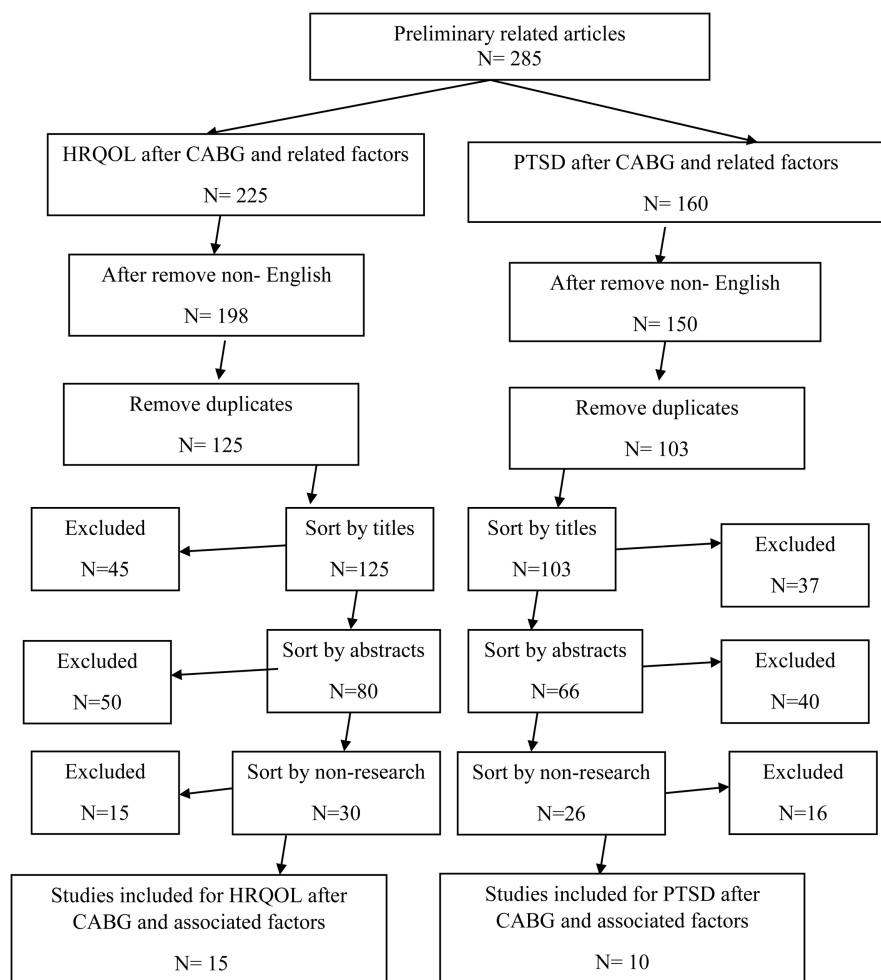 Preliminary related articles
N= 285
HRQOL after CABG and related factors
N= 225
PTSD after CABG and related factors
N= 160
After remove non- English
N= 198
After remove non- English
N= 150
Remove duplicates
N= 125
Remove duplicates
N= 103
Excluded
N=45
Sort by titles
N=125
Sort by titles
N=103
Excluded
N=37
Excluded
N=50
Sort by abstracts
N=80
Sort by abstracts
N=66
Excluded
N=40
Excluded
N=15
Sort by non-research
N=30
Sort by non-research
N=26
Excluded
N=16
Studies included for HRQOL after
CABG and associated factors
N= 15
Studies included for PTSD after
CABG and associated factors
N= 10